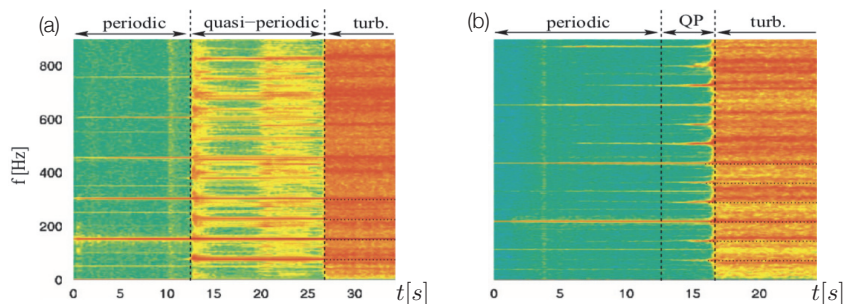 (a) periodic quasi-periodic turb.
f [Hz]
800
600
400
200
0
0 5 10 15 20 25 30 t[s]
(b) periodic QP turb.
0
0 5 10 15 20 t[s]